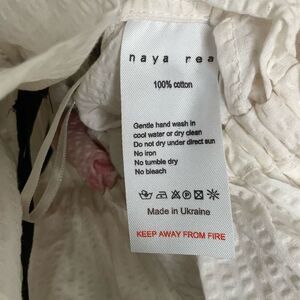 naya rea
100% cotton
Gentle hand wash in
cool water or dry clean
Do not dry under direct sun
No iron
No tumble dry
No bleach
Made in Ukraine
KEEP AWAY FROM FIRE